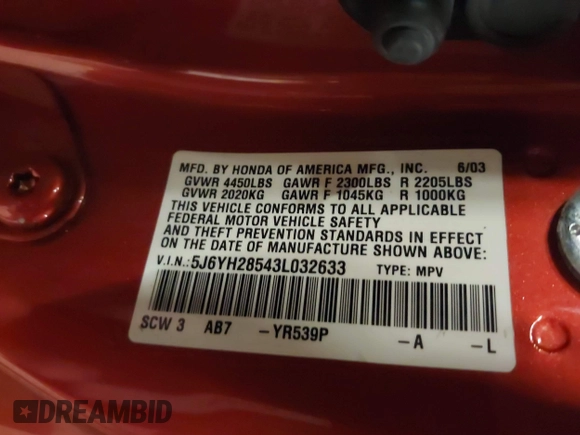 MFD. BY HONDA OF AMERICA MFG., INC. 6/03
GVWR 4450LBS GAWR F 2300LBS R 2205LBS
GVWR 2020KG GAWR F 1045KG R 1000KG
THIS VEHICLE CONFORMS TO ALL APPLICABLE
FEDERAL MOTOR VEHICLE SAFETY
AND THEFT PREVENTION STANDARDS IN EFFECT
ON THE DATE OF MANUFACTURE SHOWN ABOVE:
V.I.N.:5J6YH28543L032633 TYPE: MPV
SCW 3 AB7 -YR539P -A -L
DREAMBID